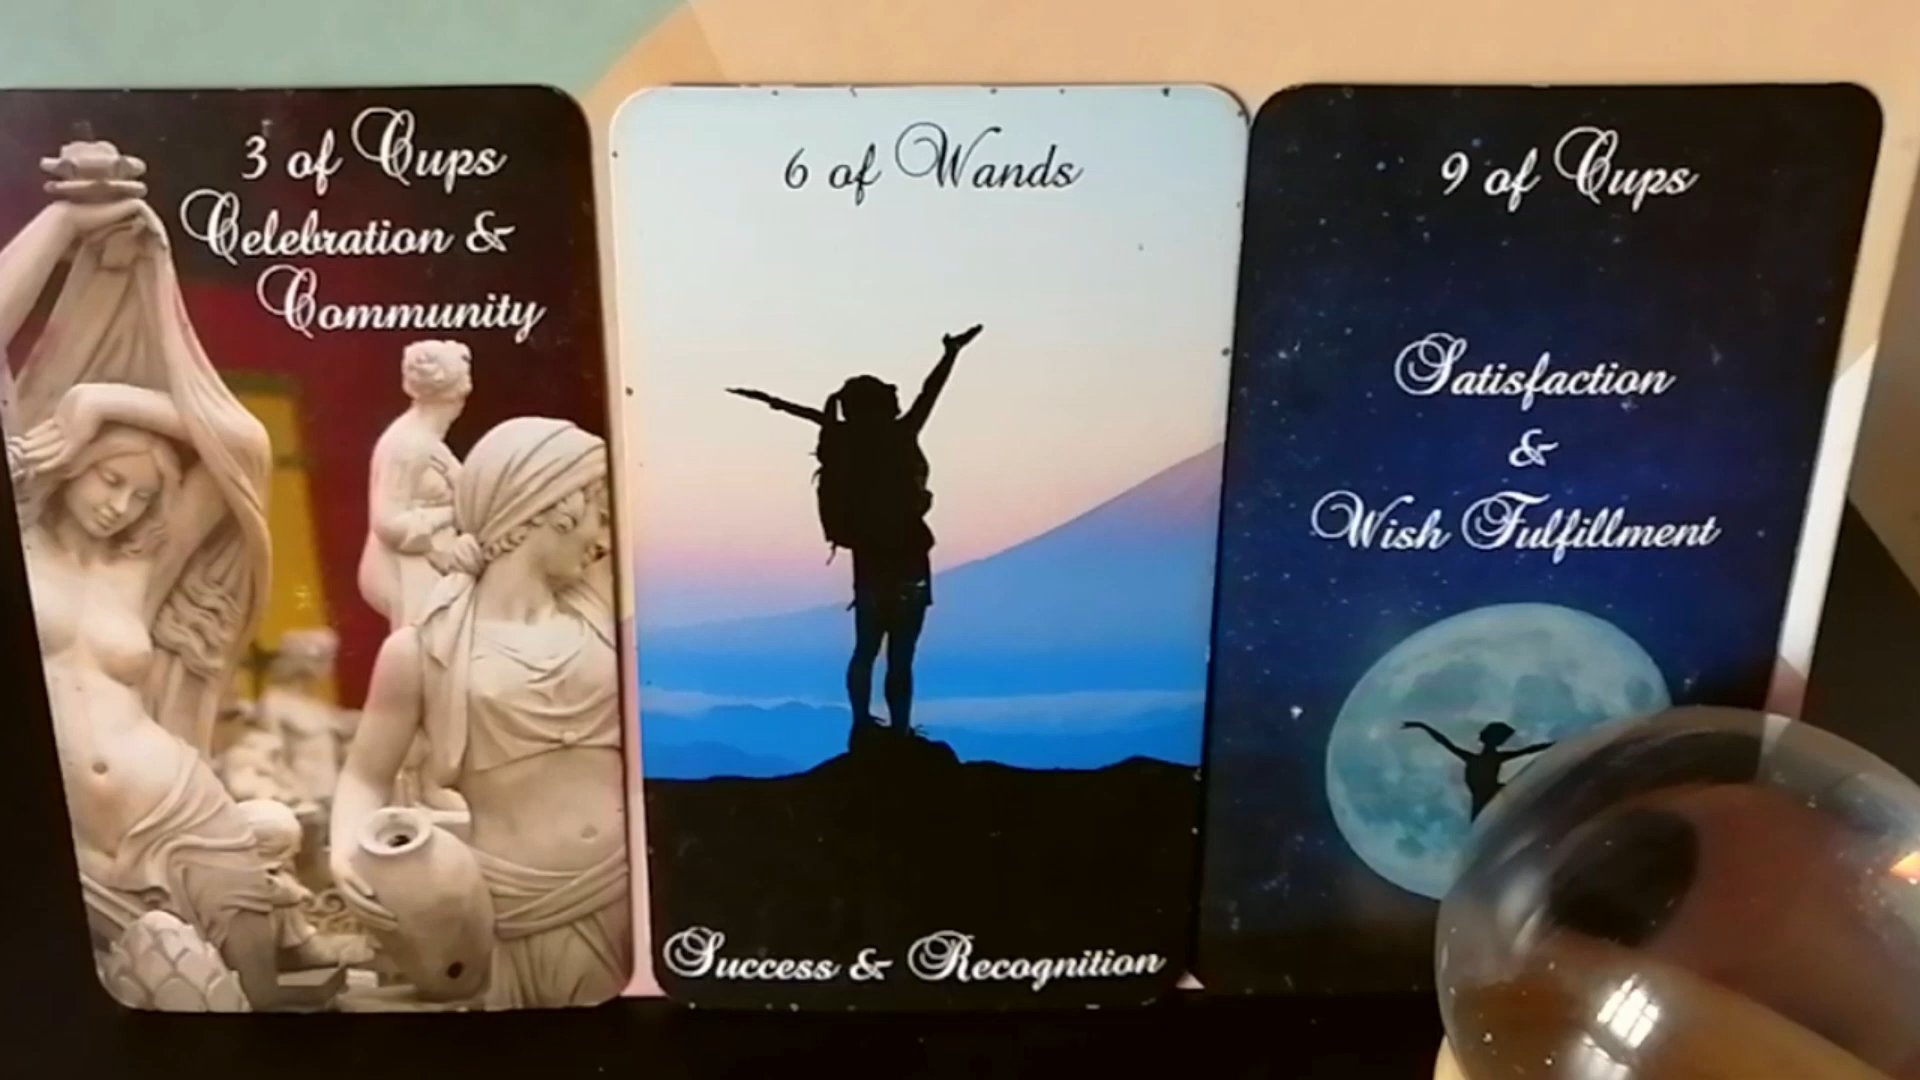 3 of Cups
Celebration &
Community
6 of Wands
Success & Recognition
9 of Cups
Satisfaction
&
Wish Fulfillment